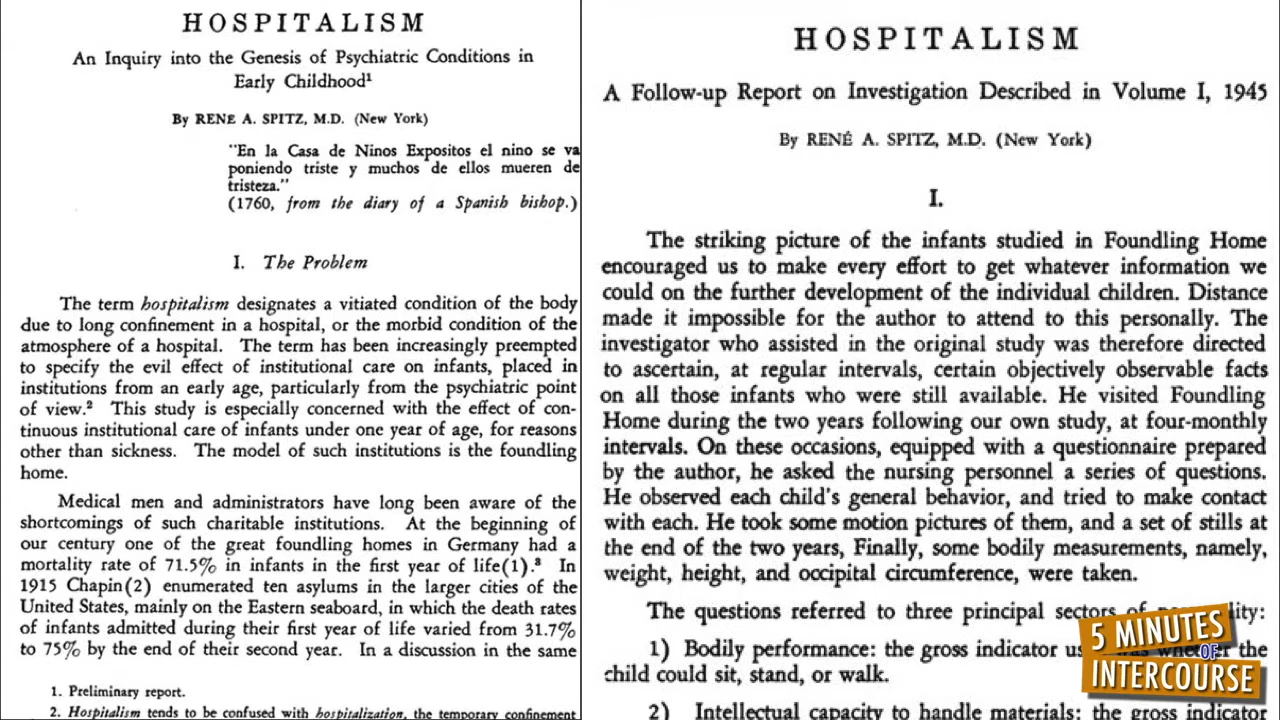 HOSPITALISM
An Inquiry into the Genesis of Psychiatric Conditions in
Early Childhood¹
By RENE A. SPITZ, M.D. (New York)
"En la Casa de Ninos Expositos el nino se va
poniendo triste y muchos de ellos mueren de
tristeza."
(1760, from the diary of a Spanish bishop.)
I. The Problem
The term hospitalism designates a vitiated condition of the body
due to long confinement in a hospital, or the morbid condition of the
atmosphere of a hospital. The term has been increasingly preempted
to specify the evil effect of institutional care on infants, placed in
institutions from an early age, particularly from the psychiatric point
of view.² This study is especially concerned with the effect of con-
tinuous institutional care of infants under one year of age, for reasons
other than sickness. The model of such institutions is the foundling
home.
Medical men and administrators have long been aware of the
shortcomings of such charitable institutions. At the beginning of
our century one of the great foundling homes in Germany had a
mortality rate of 71.5% in infants in the first year of life(1).³ In
1915 Chapin(2) enumerated ten asylums in the larger cities of the
United States, mainly on the Eastern seaboard, in which the death rates
of infants admitted during their first year of life varied from 31.7%
to 75% by the end of their second year. In a discussion in the same
1. Preliminary report.
2. Hospitalism tends to be confused with hospitalization, the temporary confinement
HOSPITALISM
A Follow-up Report on Investigation Described in Volume I, 1945
By RENÉ A. SPITZ, M.D. (New York)
I.
The striking picture of the infants studied in Foundling Home
encouraged us to make every effort to get whatever information we
could on the further development of the individual children. Distance
made it impossible for the author to attend to this personally. The
investigator who assisted in the original study was therefore directed
to ascertain, at regular intervals, certain objectively observable facts
on all those infants who were still available. He visited Foundling
Home during the two years following our own study, at four-monthly
intervals. On these occasions, equipped with a questionnaire prepared
by the author, he asked the nursing personnel a series of questions.
He observed each child's general behavior, and tried to make contact
with each. He took some motion pictures of them, and a set of stills at
the end of the two years, Finally, some bodily measurements, namely,
weight, height, and occipital circumference, were taken.
The questions referred to three principal sectors of
1) Bodily performance: the gross indicator the
child could sit, stand, or walk.
2) Intellectual capacity to handle materials: the gross indicator
5 MINUTES
OF
INTERCOURSE